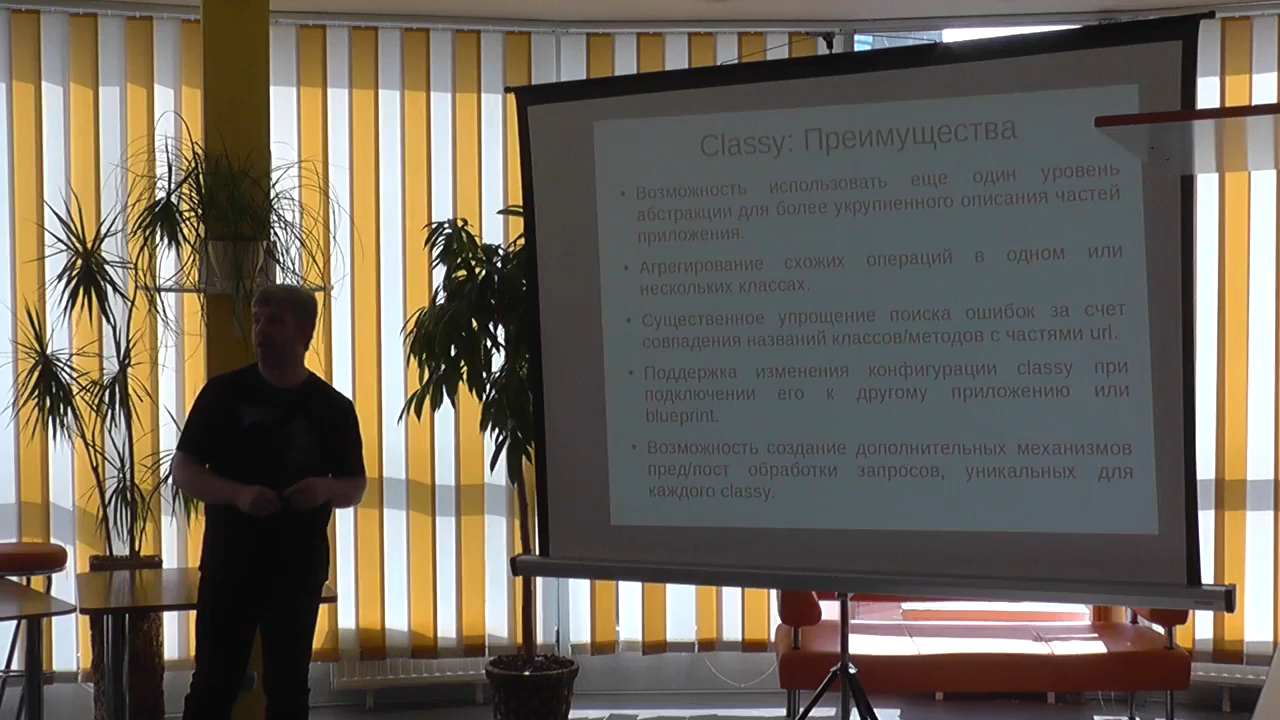 Classy: Преимущества
• Возможность использовать еще один уровень
абстракции для более укрупненного описания частей
приложения.
• Агрегирование схожих операций в одном или
нескольких классах.
• Существенное упрощение поиска ошибок за счет
совпадения названий классов/методов с частями url.
• Поддержка изменения конфигурации classy при
подключении его к другому приложению или
blueprint.
• Возможность создание дополнительных механизмов
пред/пост обработки запросов, уникальных для
каждого classy.